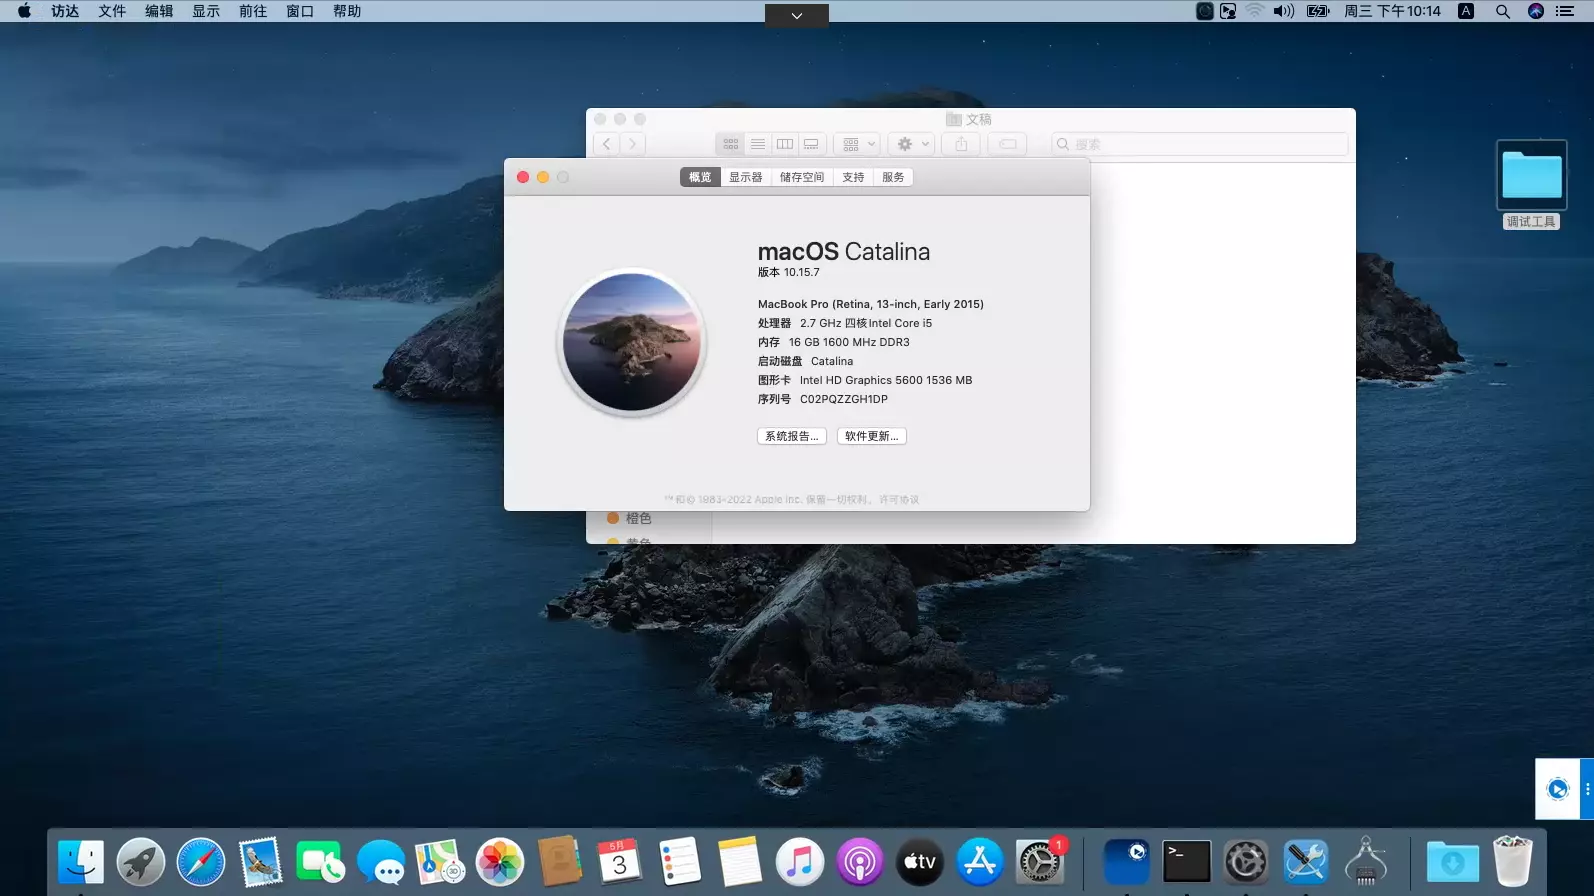 访达 文件 编辑 显示 前往 窗口 帮助
周三 下午10:14 A
文稿
搜索
概览 显示器 储存空间 支持 服务
调试工具
macOS Catalina
版本 10.15.7
MacBook Pro (Retina, 13-inch, Early 2015)
处理器 2.7 GHz 四核Intel Core i5
内存 16 GB 1600 MHz DDR3
启动磁盘 Catalina
图形卡 Intel HD Graphics 5600 1536 MB
序列号 C02PQZZGH1DP
系统报告... 软件更新...
™和© 1983-2022 Apple Inc. 保留一切权利。许可协议
橙色
黄色
5月
3
3D
tv
1
>_